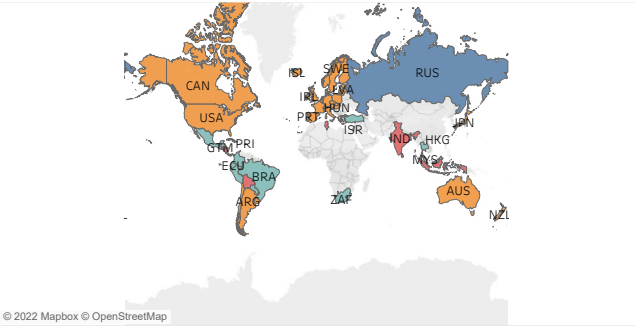 ISL
SWE
RUS
CAN
IRL
LVA
HUN
USA
PRT
JPN
ISR
IND
HKG
GTM
PRI
MYS
ECU
BRA
AUS
ARG
ZAF
NZL
© 2022 Mapbox © OpenStreetMap